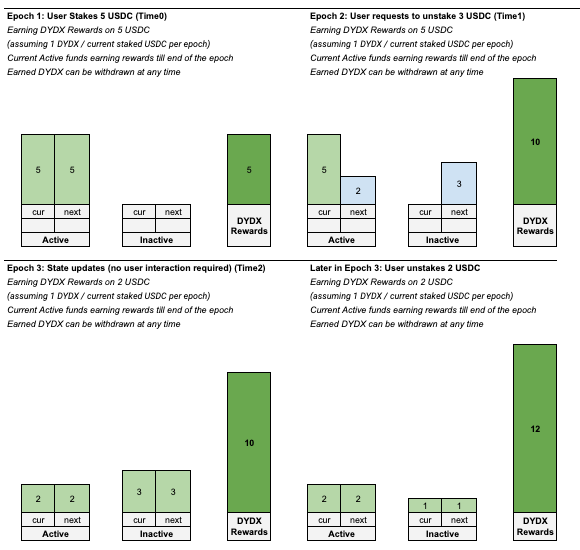 Epoch 1: User Stakes 5 USDC (Time0)
Earning DYDX Rewards on 5 USDC
(assuming 1 DYDX / current staked USDC per epoch)
Current Active funds earning rewards till end of the epoch
Earned DYDX can be withdrawn at any time
5 5 5
cur next cur next
DYDX
Rewards
Active Inactive
Epoch 2: User requests to unstake 3 USDC (Time1)
Earning DYDX Rewards on 5 USDC
(assuming 1 DYDX / current staked USDC per epoch)
Current Active funds earning rewards till end of the epoch
Earned DYDX can be withdrawn at any time
10
5 2 3
cur next cur next
DYDX
Rewards
Active Inactive
Epoch 3: State updates (no user interaction required) (Time2)
Earning DYDX Rewards on 2 USDC
(assuming 1 DYDX / current staked USDC per epoch)
Current Active funds earning rewards till end of the epoch
Earned DYDX can be withdrawn at any time
10
2 2 3 3
cur next cur next
DYDX
Rewards
Active Inactive
Later in Epoch 3: User unstakes 2 USDC
Earning DYDX Rewards on 2 USDC
(assuming 1 DYDX / current staked USDC per epoch)
Current Active funds earning rewards till end of the epoch
Earned DYDX can be withdrawn at any time
12
2 2 1 1
cur next cur next
DYDX
Rewards
Active Inactive